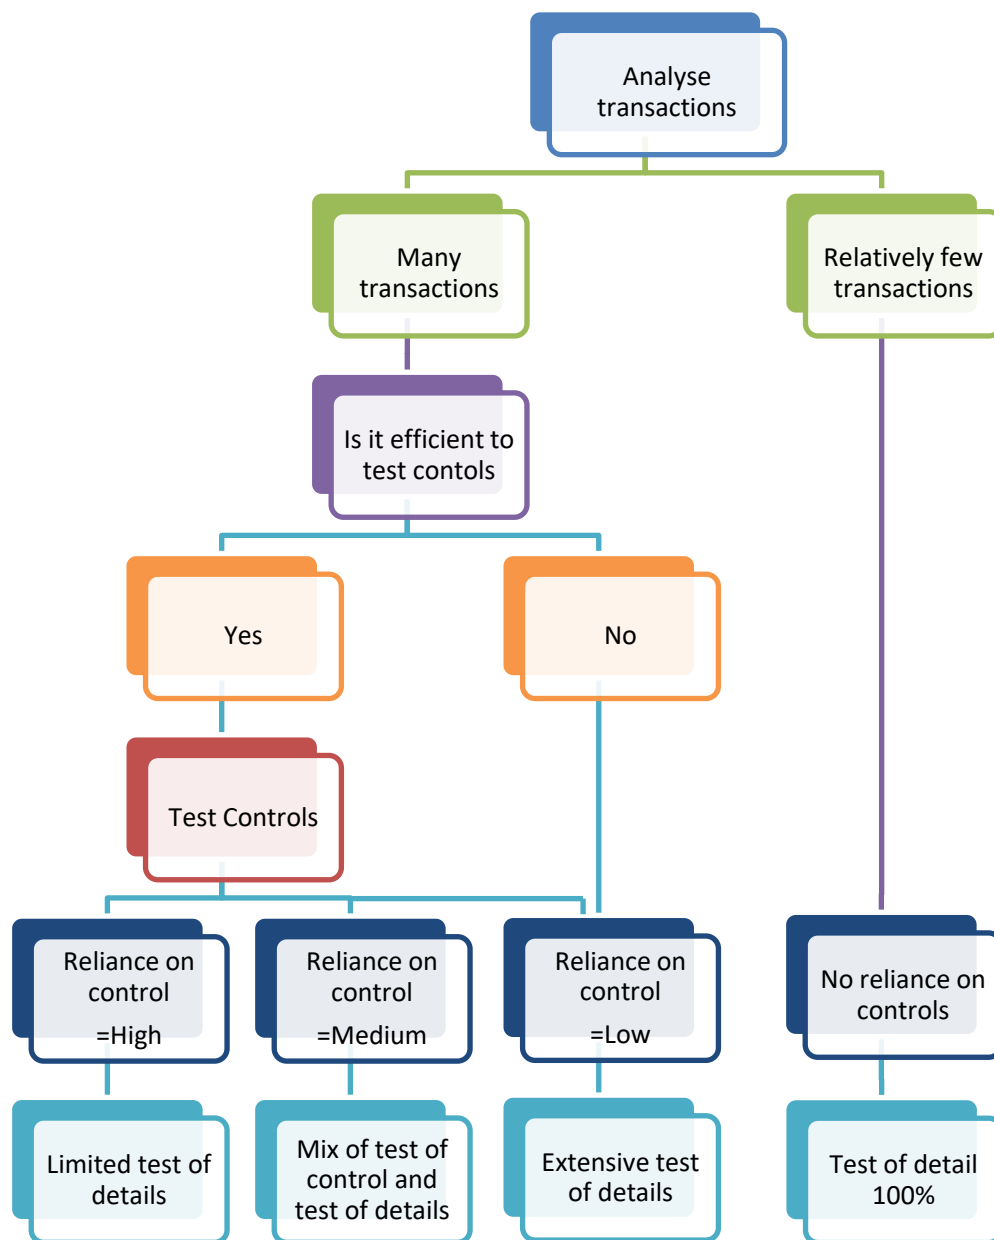 Analyse
transactions
Many
transactions
Relatively few
transactions
Is it efficient to
test contols
Yes
No
Test Controls
Reliance on
control
=High
Reliance on
control
=Medium
Reliance on
control
=Low
No reliance on
controls
Limited test of
details
Mix of test of
control and
test of details
Extensive test
of details
Test of detail
100%